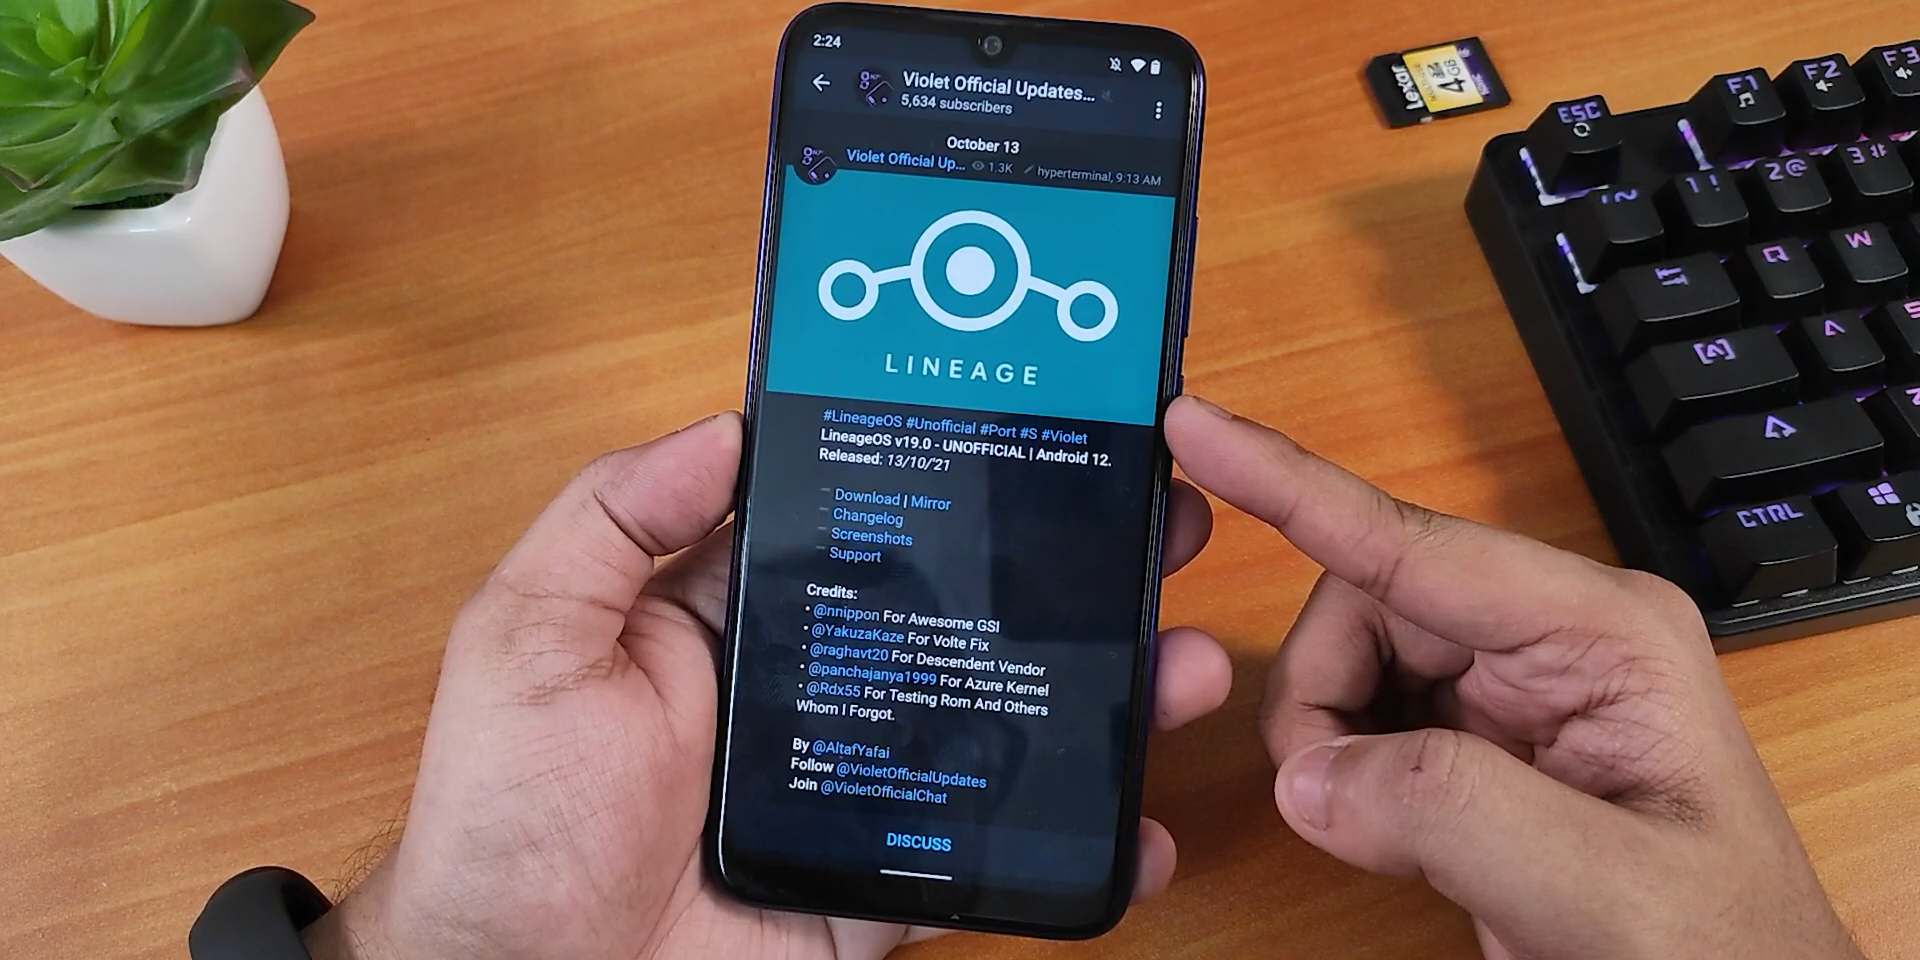 2:24
Violet Official Updates...
5,634 subscribers
October 13
Violet Official Up... 1.3K hyperterminal, 9:13 AM
LINEAGE
#LineageOS #Unofficial #Port #S #Violet
LineageOS v19.0 - UNOFFICIAL | Android 12.
Released: 13/10/'21
Download | Mirror
Changelog
Screenshots
Support
Credits:
• @nnippon For Awesome GSI
• @YakuzaKaze For Volte Fix
• @raghavt20 For Descendent Vendor
• @panchajanya1999 For Azure Kernel
• @Rdx55 For Testing Rom And Others
Whom I Forgot.
By @AltafYafai
Follow @VioletOfficialUpdates
Join @VioletOfficialChat
DISCUSS
Lexar
4GB
ESC F1 F2 F3
1! 2@ 3#
Q W
A
CTRL